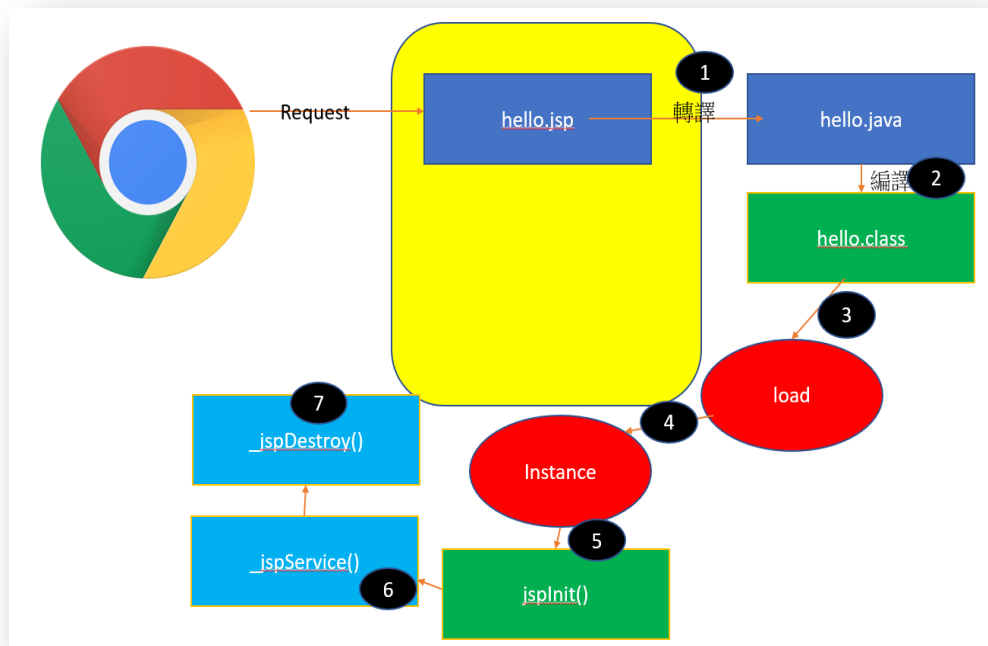 Request
hello.jsp
1
轉譯
hello.java
編譯
2
hello.class
3
load
4
Instance
5
jspInit()
6
_jspService()
7
_jspDestroy()